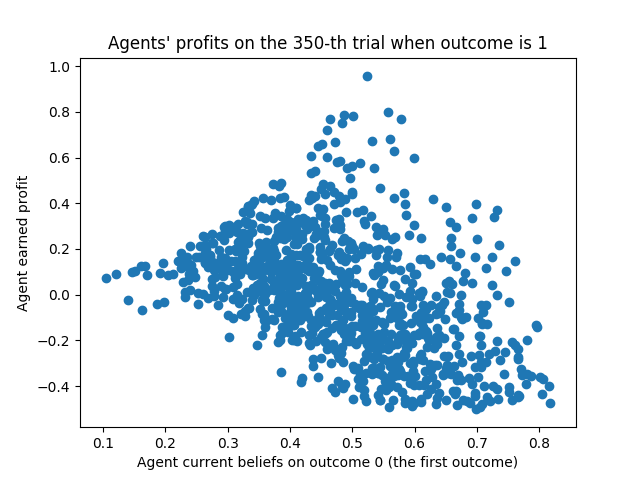 Agents' profits on the 350-th trial when outcome is 1
Agent earned profit
1.0
0.8
0.6
0.4
0.2
0.0
−0.2
−0.4
0.1 0.2 0.3 0.4 0.5 0.6 0.7 0.8
Agent current beliefs on outcome 0 (the first outcome)